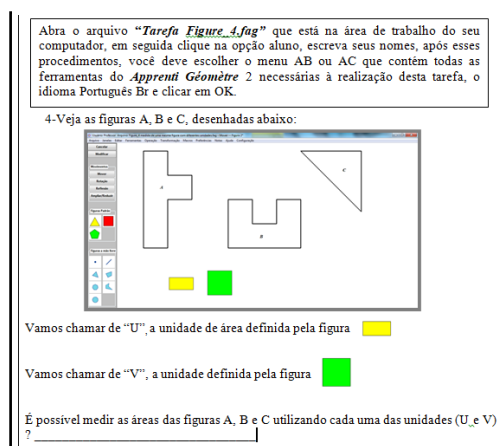 Abra o arquivo “Tarefa Figure_4.fag” que está na área de trabalho do seu
computador, em seguida clique na opção aluno, escreva seus nomes, após esses
procedimentos, você deve escolher o menu AB ou AC que contém todas as
ferramentas do Apprenti Géomètre 2 necessárias à realização desta tarefa, o
idioma Português Br e clicar em OK.
4-Veja as figuras A, B e C, desenhadas abaixo:
A
B
C
Vamos chamar de “U”, a unidade de área definida pela figura
Vamos chamar de “V”, a unidade definida pela figura
É possível medir as áreas das figuras A, B e C utilizando cada uma das unidades (U e V)
?